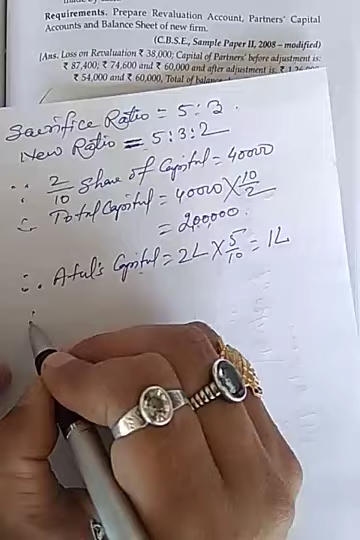 Requirements. Prepare Revaluation Account, Partners' Capital
Accounts and Balance Sheet of new firm.
(C.B.S.E., Sample Paper II, 2008 – modified)
[Ans. Loss on Revaluation ₹ 38,000; Capital of Partners' before adjustment is:
₹ 87,400; ₹ 74,600 and ₹ 60,000 and after adjustment is ₹
₹ 54,000 and ₹ 60,000, Total of
Sacrifice Ratio = 5:3.
New Ratio = 5:3:2
∴ 2/10 Share of Capital = 40000
∴ Total Capital = 40000 × 10/2
= 200000.
∴ Atul's Capital = 2L × 5/10 = 1L